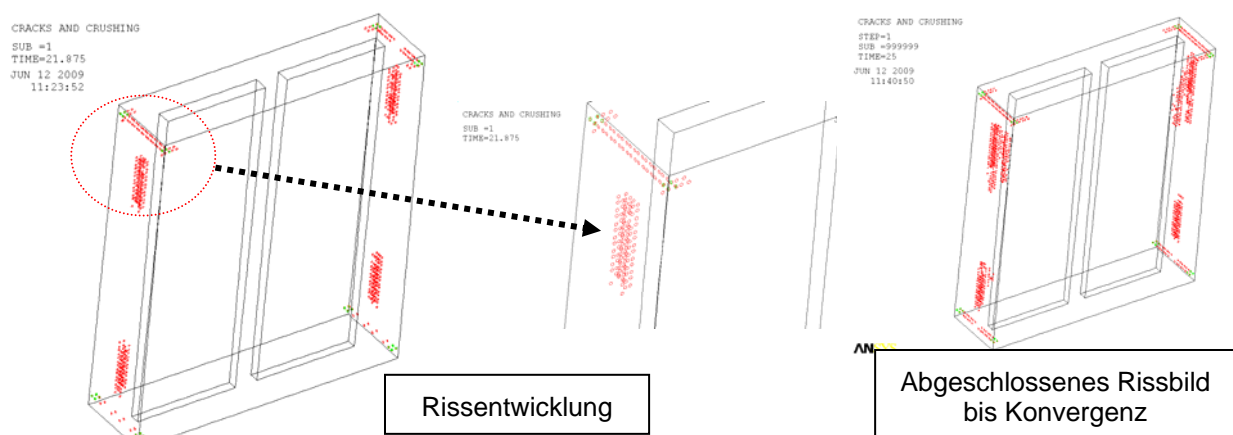 CRACKS AND CRUSHING
SUB =1
TIME=21.875
JUN 12 2009
11:23:52
CRACKS AND CRUSHING
SUB =1
TIME=21.875
CRACKS AND CRUSHING
STEP=1
SUB =999999
TIME=25
JUN 12 2009
11:40:50
Rissentwicklung
Abgeschlossenes Rissbild
bis Konvergenz